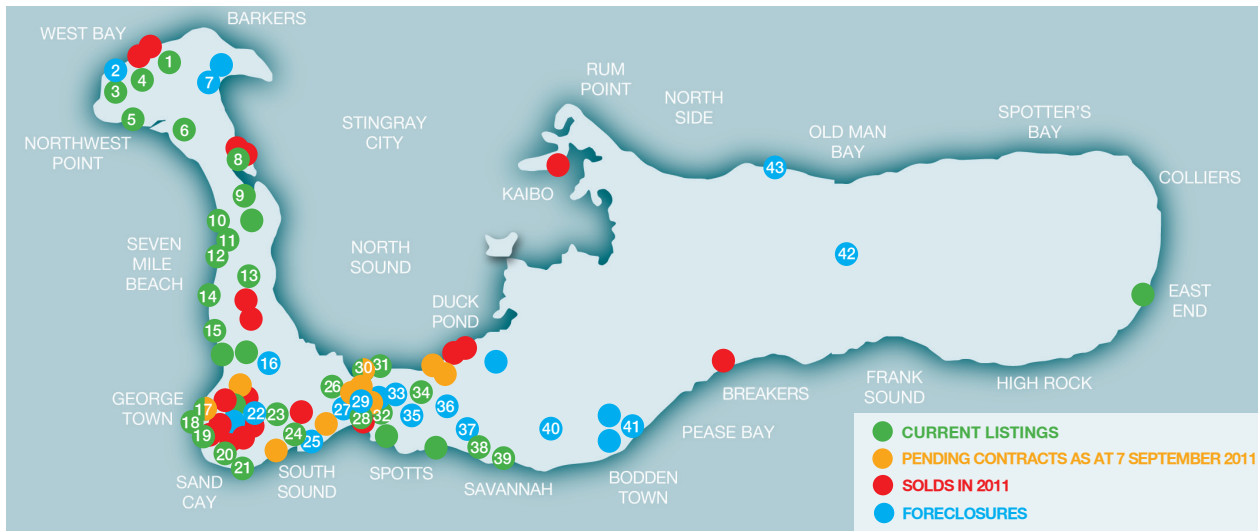 BARKERS
WEST BAY
1
2
7
4
3
5
6
NORTHWEST
POINT
8
9
10
11
12
13
14
15
16
SEVEN
MILE
BEACH
STINGRAY
CITY
NORTH
SOUND
RUM
POINT
NORTH
SIDE
KAIBO
OLD MAN
BAY
SPOTTER'S
BAY
COLLIERS
43
42
EAST
END
DUCK
POND
GEORGE
TOWN
17
18
19
20
21
22
23
24
25
26
27
28
29
30
31
32
33
34
35
36
37
38
39
40
41
SAND
CAY
SOUTH
SOUND
SPOTTS
SAVANNAH
BODDEN
TOWN
PEASE BAY
BREAKERS
FRANK
SOUND
HIGH ROCK
CURRENT LISTINGS
PENDING CONTRACTS AS AT 7 SEPTEMBER 2011
SOLDS IN 2011
FORECLOSURES